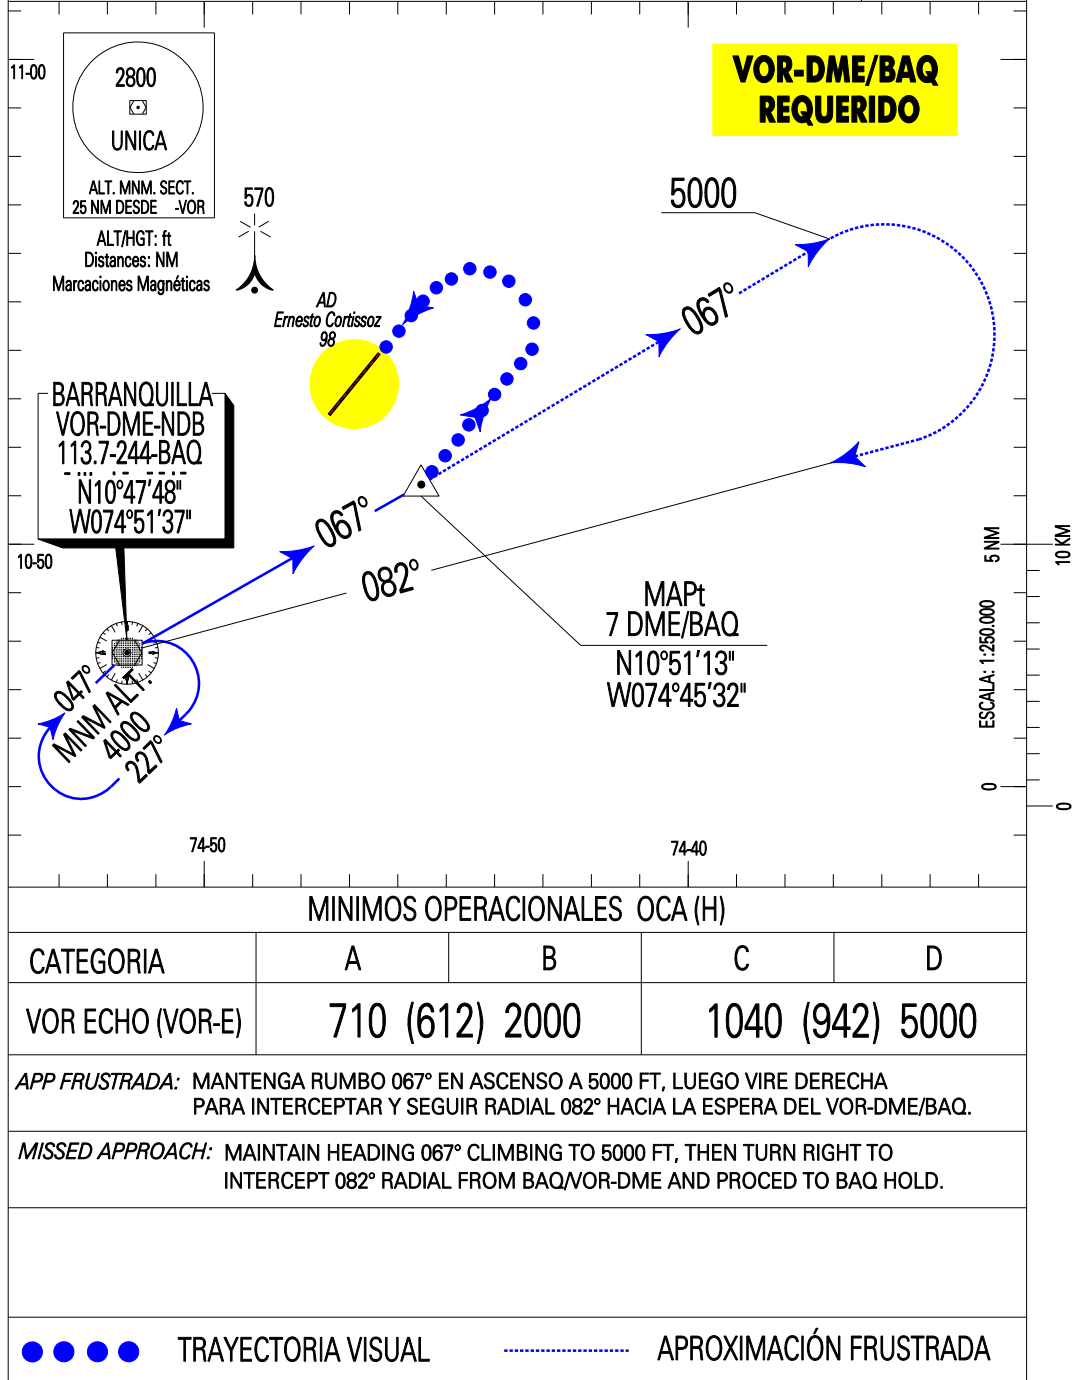 11-00
2800
UNICA
ALT. MNM. SECT.
25 NM DESDE -VOR
ALT/HGT: ft
Distances: NM
Marcaciones Magnéticas
570
VOR-DME/BAQ
REQUERIDO
5000
067°
AD
Ernesto Cortissoz
98
BARRANQUILLA
VOR-DME-NDB
113.7-244-BAQ
N10°47'48"
W074°51'37"
067°
082°
10-50
MAPt
7 DME/BAQ
N10°51'13"
W074°45'32"
047°
MNM ALT.
4000
227°
5 NM
10 KM
ESCALA: 1:250.000
0
0
74-50
74-40
MINIMOS OPERACIONALES OCA (H)
CATEGORIA A B C D
VOR ECHO (VOR-E) 710 (612) 2000 1040 (942) 5000
APP FRUSTRADA: MANTENGA RUMBO 067° EN ASCENSO A 5000 FT, LUEGO VIRE DERECHA
PARA INTERCEPTAR Y SEGUIR RADIAL 082° HACIA LA ESPERA DEL VOR-DME/BAQ.
MISSED APPROACH: MAINTAIN HEADING 067° CLIMBING TO 5000 FT, THEN TURN RIGHT TO
INTERCEPT 082° RADIAL FROM BAQ/VOR-DME AND PROCED TO BAQ HOLD.
TRAYECTORIA VISUAL APROXIMACIÓN FRUSTRADA